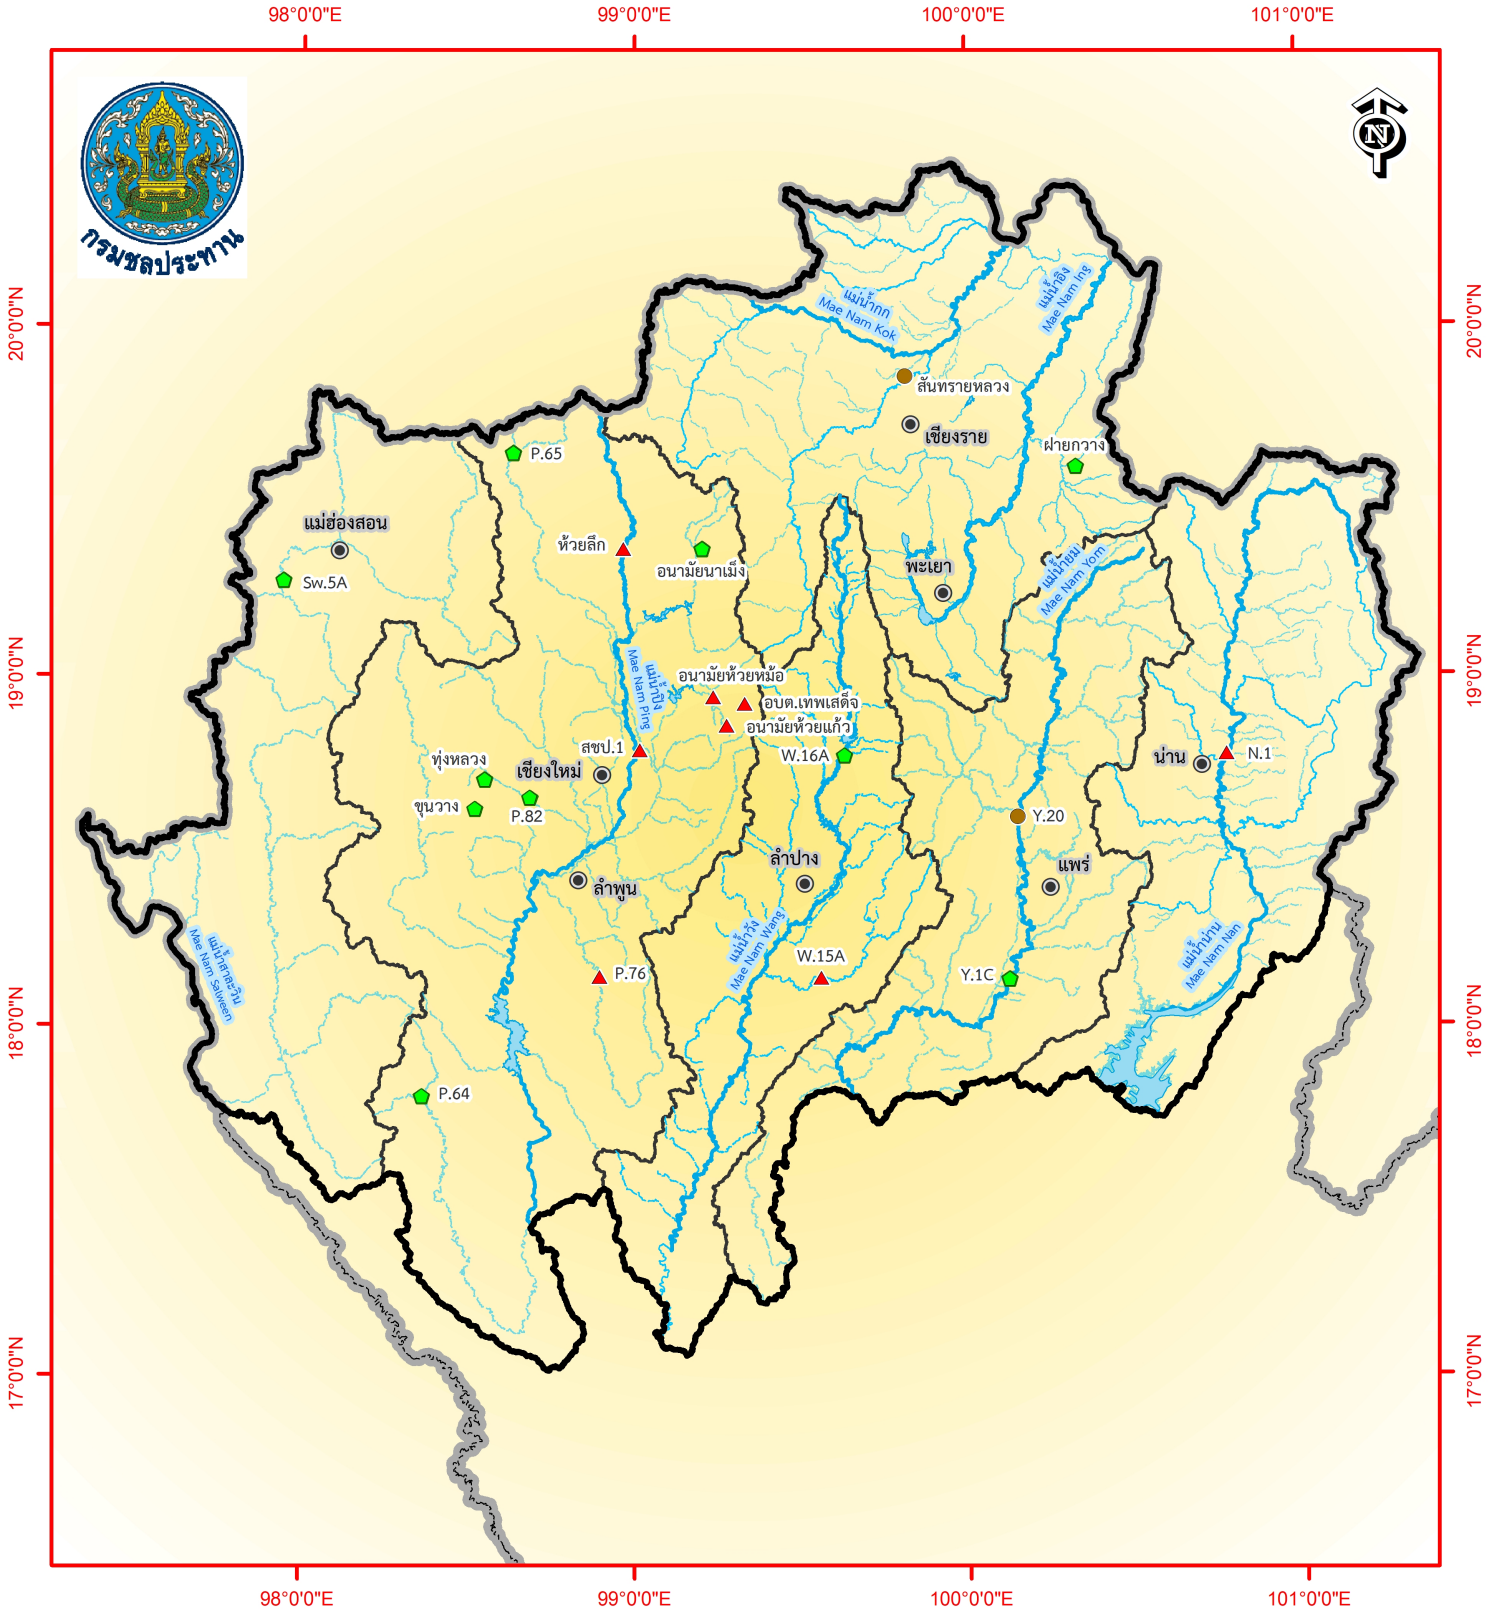 98°0'0"E
99°0'0"E
100°0'0"E
101°0'0"E
กรมชลประทาน
N
20°0'0"N
20°0'0"N
แม่น้ำกก
Mae Nam Kok
แม่น้ำอิง
Mae Nam Ing
สันทรายหลวง
เชียงราย
ฝายกวาง
P.65
แม่ฮ่องสอน
ห้วยลึก
อนามัยนาเม็ง
Sw.5A
พะเยา
แม่น้ำยม
Mae Nam Yom
19°0'0"N
19°0'0"N
แม่น้ำปิง
Mae Nam Ping
อนามัยห้วยหม้อ
อบต.เทพเสด็จ
อนามัยห้วยแก้ว
สชป.1
W.16A
น่าน
N.1
ทุ่งหลวง
เชียงใหม่
ขุนวาง
P.82
Y.20
ลำปาง
แพร่
ลำพูน
แม่น้ำสาละวิน
Mae Nam Salween
แม่น้ำวัง
Mae Nam Wang
แม่น้ำน่าน
Mae Nam Nan
P.76
W.15A
Y.1C
18°0'0"N
18°0'0"N
P.64
17°0'0"N
17°0'0"N
98°0'0"E
99°0'0"E
100°0'0"E
101°0'0"E